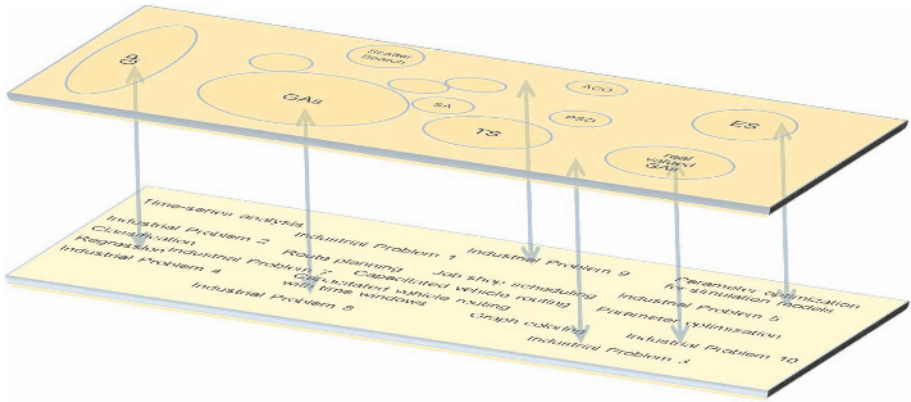 GP
Scatter
Search
GAs
SA
ACO
PSO
TS
ES
real
valued
GAs
Time-series analysis
Industrial Problem 2
Industrial Problem 1
Industrial Problem 9
Classification
Route planning
Job shop scheduling
Parameter optimization
for simulation models
Regression
Industrial Problem 7
Capacitated vehicle routing
Industrial Problem 5
Industrial Problem 4
Capacitated vehicle routing
with time windows
Parameter optimization
Industrial Problem 8
Graph coloring
Industrial Problem 10
Industrial Problem 3